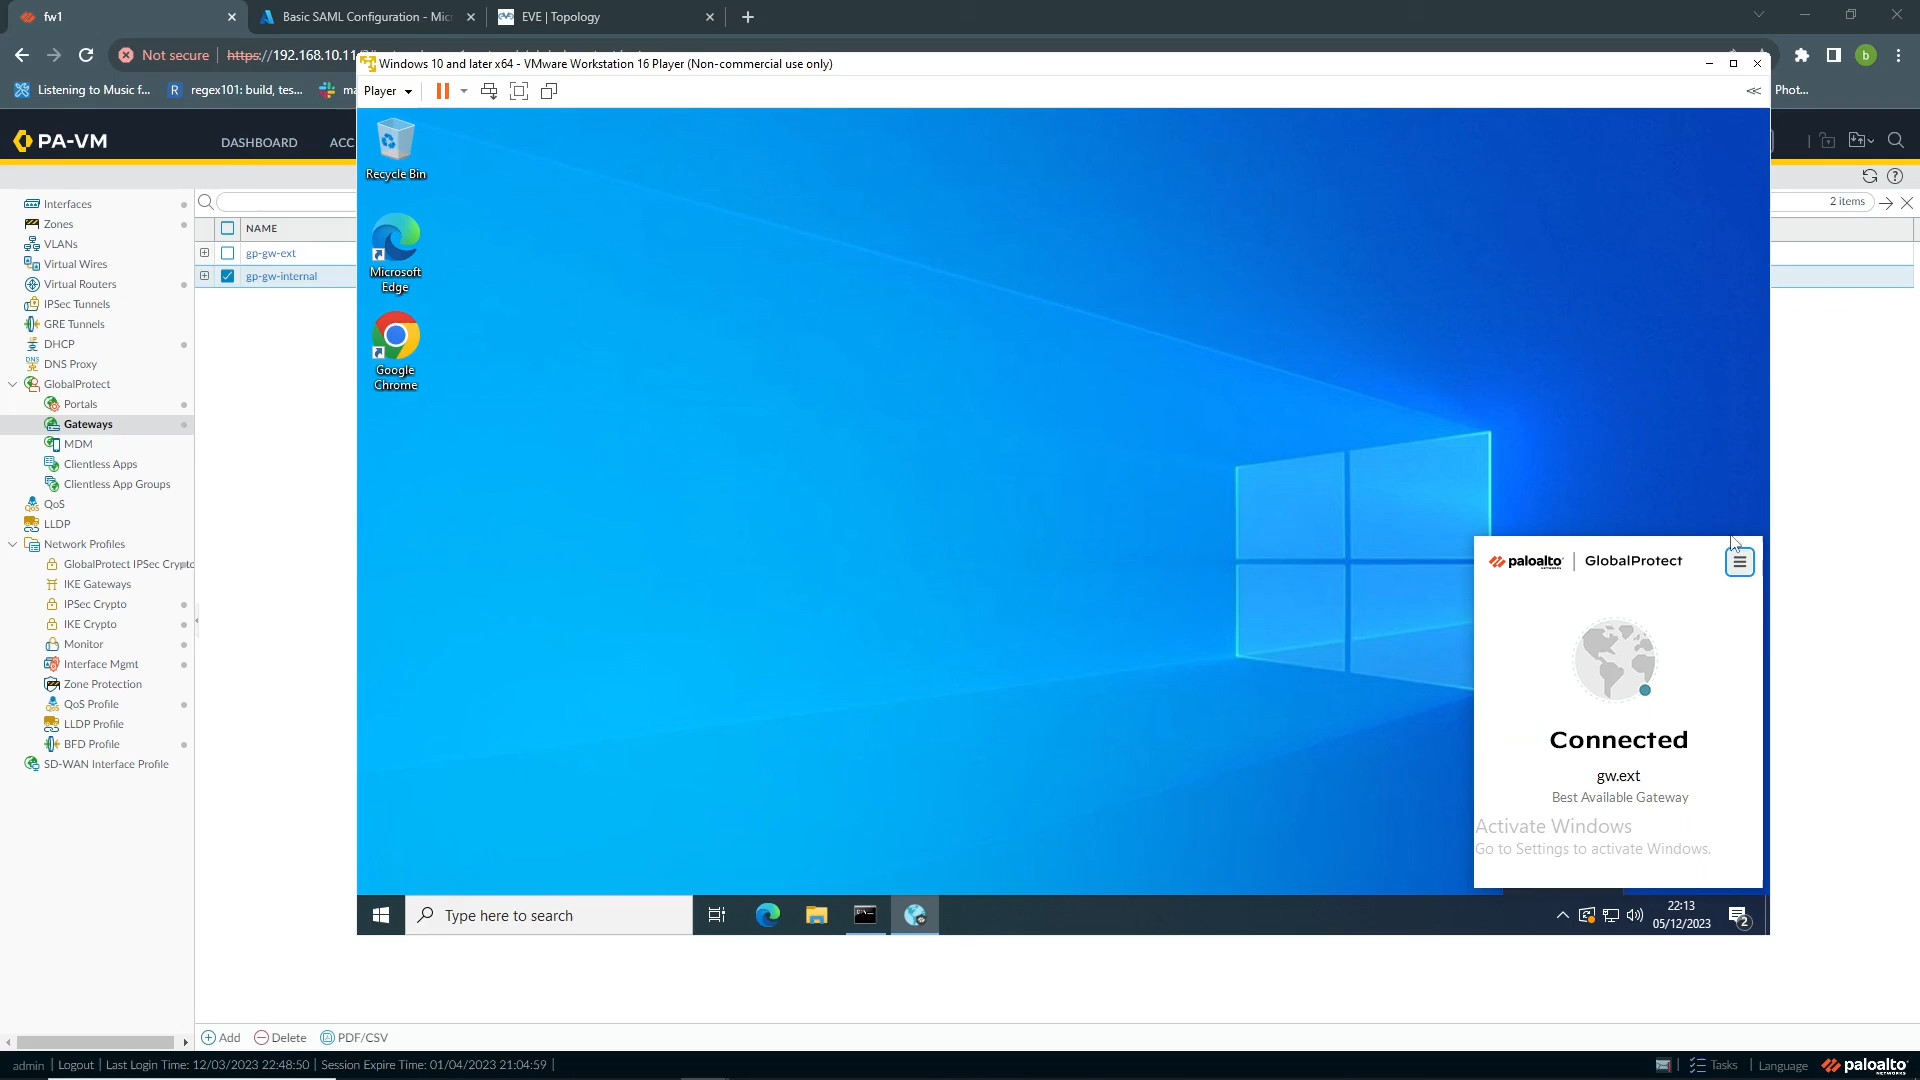 fw1
Basic SAML Configuration - Mic
EVE | Topology
Not secure
https://192.168.10.11
Listening to Music f...
regex101: build, tes...
Phot...
Windows 10 and later x64 - VMware Workstation 16 Player (Non-commercial use only)
Player
PA-VM
DASHBOARD
ACC
2 items
Interfaces
Zones
VLANs
Virtual Wires
Virtual Routers
IPSec Tunnels
GRE Tunnels
DHCP
DNS Proxy
GlobalProtect
Portals
Gateways
MDM
Clientless Apps
Clientless App Groups
QoS
LLDP
Network Profiles
GlobalProtect IPSec Crypto
IKE Gateways
IPSec Crypto
IKE Crypto
Monitor
Interface Mgmt
Zone Protection
QoS Profile
LLDP Profile
BFD Profile
SD-WAN Interface Profile
NAME
gp-gw-ext
gp-gw-internal
Recycle Bin
Microsoft
Edge
Google
Chrome
paloalto
NETWORKS
GlobalProtect
Connected
gw.ext
Best Available Gateway
Activate Windows
Go to Settings to activate Windows.
Type here to search
22:13
05/12/2023
2
Add
Delete
PDF/CSV
admin | Logout | Last Login Time: 12/03/2023 22:48:50 | Session Expire Time: 01/04/2023 21:04:59 |
Tasks | Language
paloalto
NETWORKS